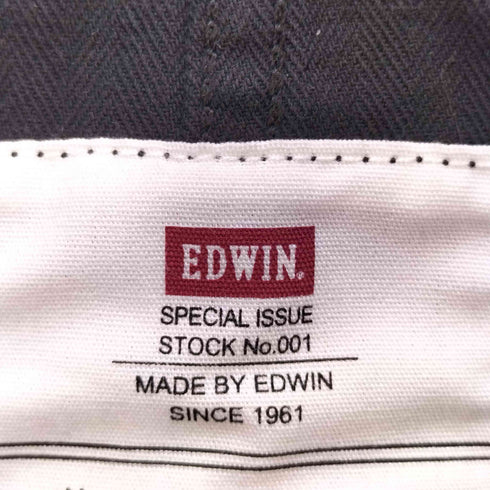 EDWIN.
SPECIAL ISSUE
STOCK No.001
MADE BY EDWIN
SINCE 1961